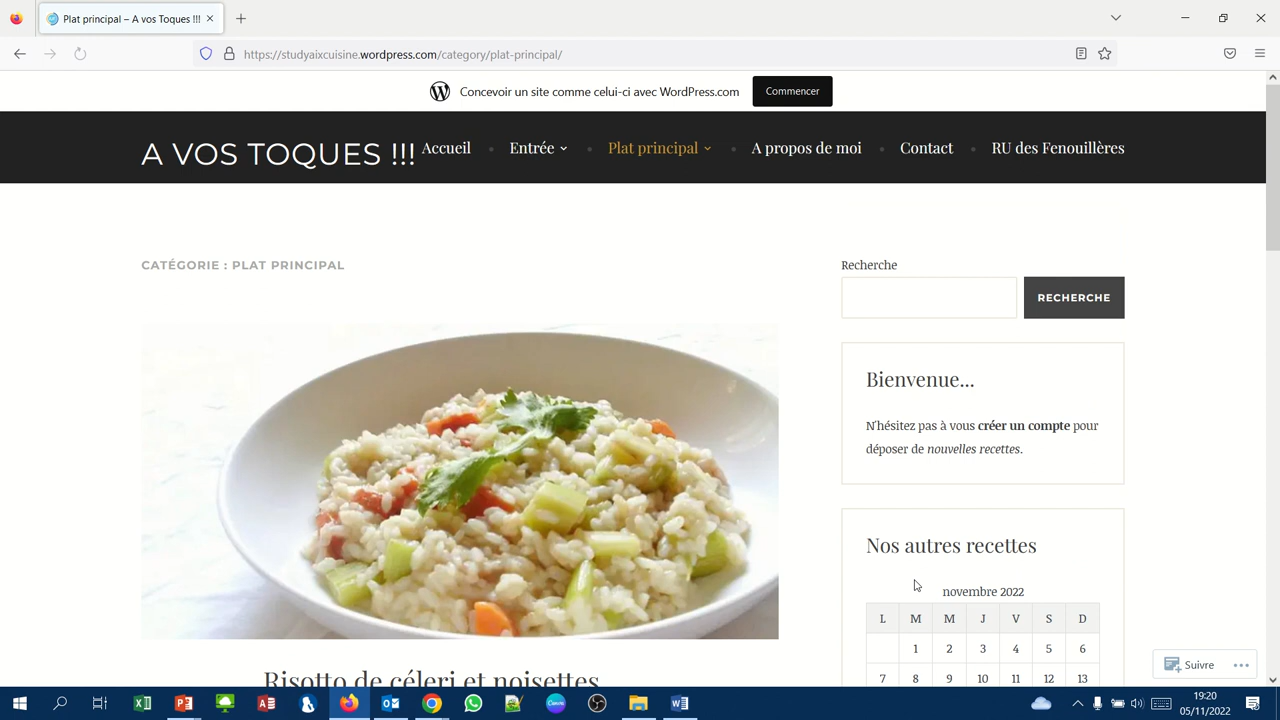 Plat principal – A vos Toques !!!
https://studyaixcuisine.wordpress.com/category/plat-principal/
Concevoir un site comme celui-ci avec WordPress.com
Commencer
A VOS TOQUES !!!
Accueil
Entrée
Plat principal
A propos de moi
Contact
RU des Fenouillères
CATÉGORIE : PLAT PRINCIPAL
Recherche
RECHERCHE
Bienvenue...
N'hésitez pas à vous créer un compte pour
déposer de nouvelles recettes.
Nos autres recettes
novembre 2022
L M M J V S D
1 2 3 4 5 6
7 8 9 10 11 12 13
Risotto de céleri et noisettes
Suivre
19:20
05/11/2022